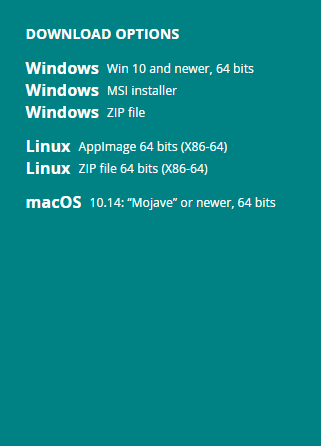 DOWNLOAD OPTIONS
Windows Win 10 and newer, 64 bits
Windows MSI installer
Windows ZIP file
Linux AppImage 64 bits (X86-64)
Linux ZIP file 64 bits (X86-64)
macOS 10.14: “Mojave” or newer, 64 bits